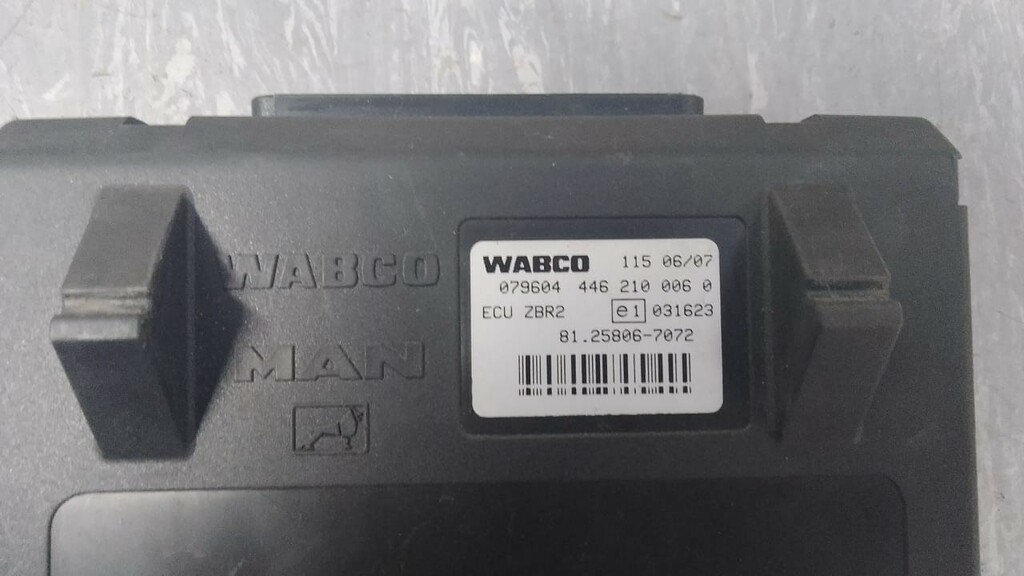 WABCO
MAN
WABCO 115 06/07
079604 446 210 006 0
ECU ZBR2 e1 031623
81.25806-7072